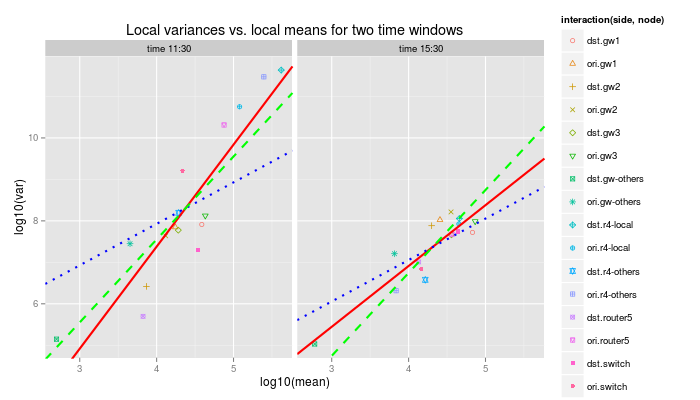 Local variances vs. local means for two time windows
time 11:30
time 15:30
log10(var)
10
8
6
3
4
5
3
4
5
log10(mean)
interaction(side, node)
dst.gw1
ori.gw1
dst.gw2
ori.gw2
dst.gw3
ori.gw3
dst.gw-others
ori.gw-others
dst.r4-local
ori.r4-local
dst.r4-others
ori.r4-others
dst.router5
ori.router5
dst.switch
ori.switch